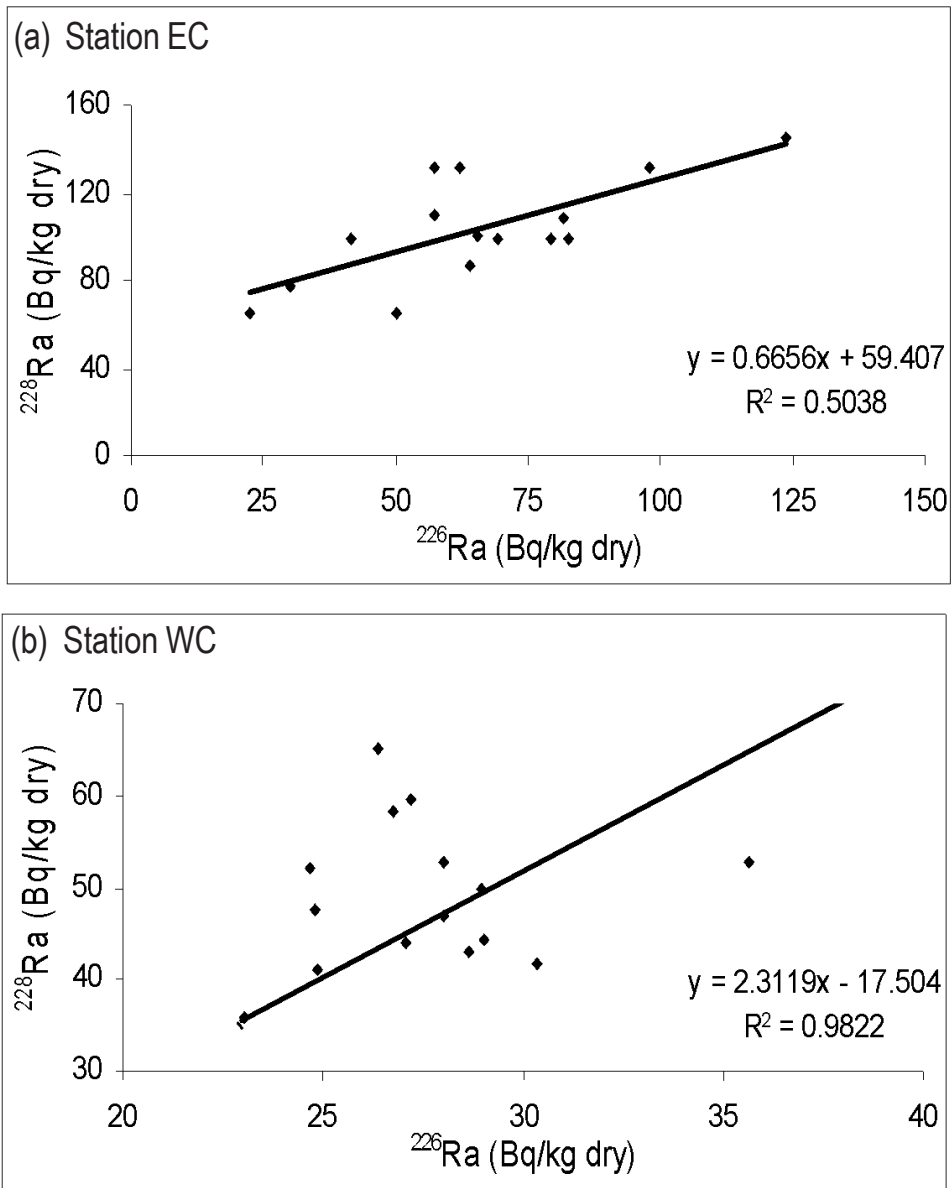 (a) Station EC
160
120
80
40
0
228Ra (Bq/kg dry)
y = 0.6656x + 59.407
R² = 0.5038
0 25 50 75 100 125 150
226Ra (Bq/kg dry)
(b) Station WC
70
60
50
40
30
228Ra (Bq/kg dry)
y = 2.3119x - 17.504
R² = 0.9822
20 25 30 35 40
226Ra (Bq/kg dry)